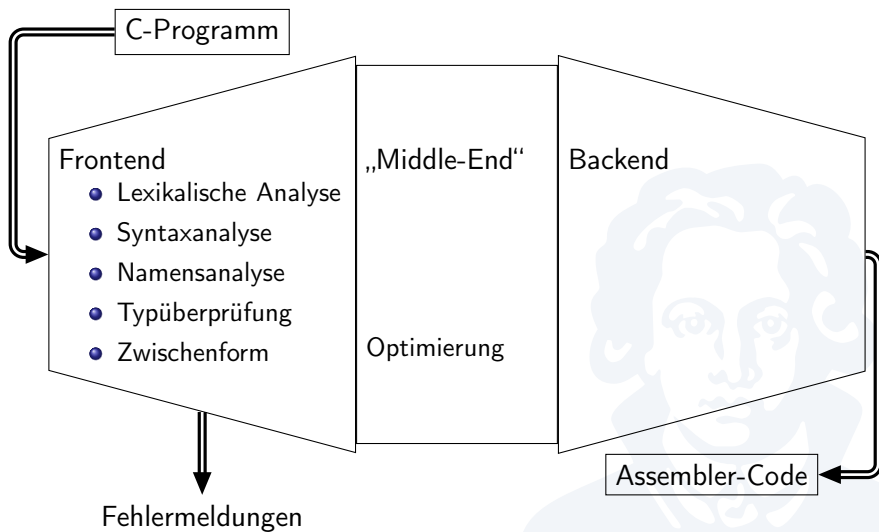 C-Programm
Frontend
Lexikalische Analyse
Syntaxanalyse
Namensanalyse
Typüberprüfung
Zwischenform
„Middle-End“
Optimierung
Backend
Fehlermeldungen
Assembler-Code